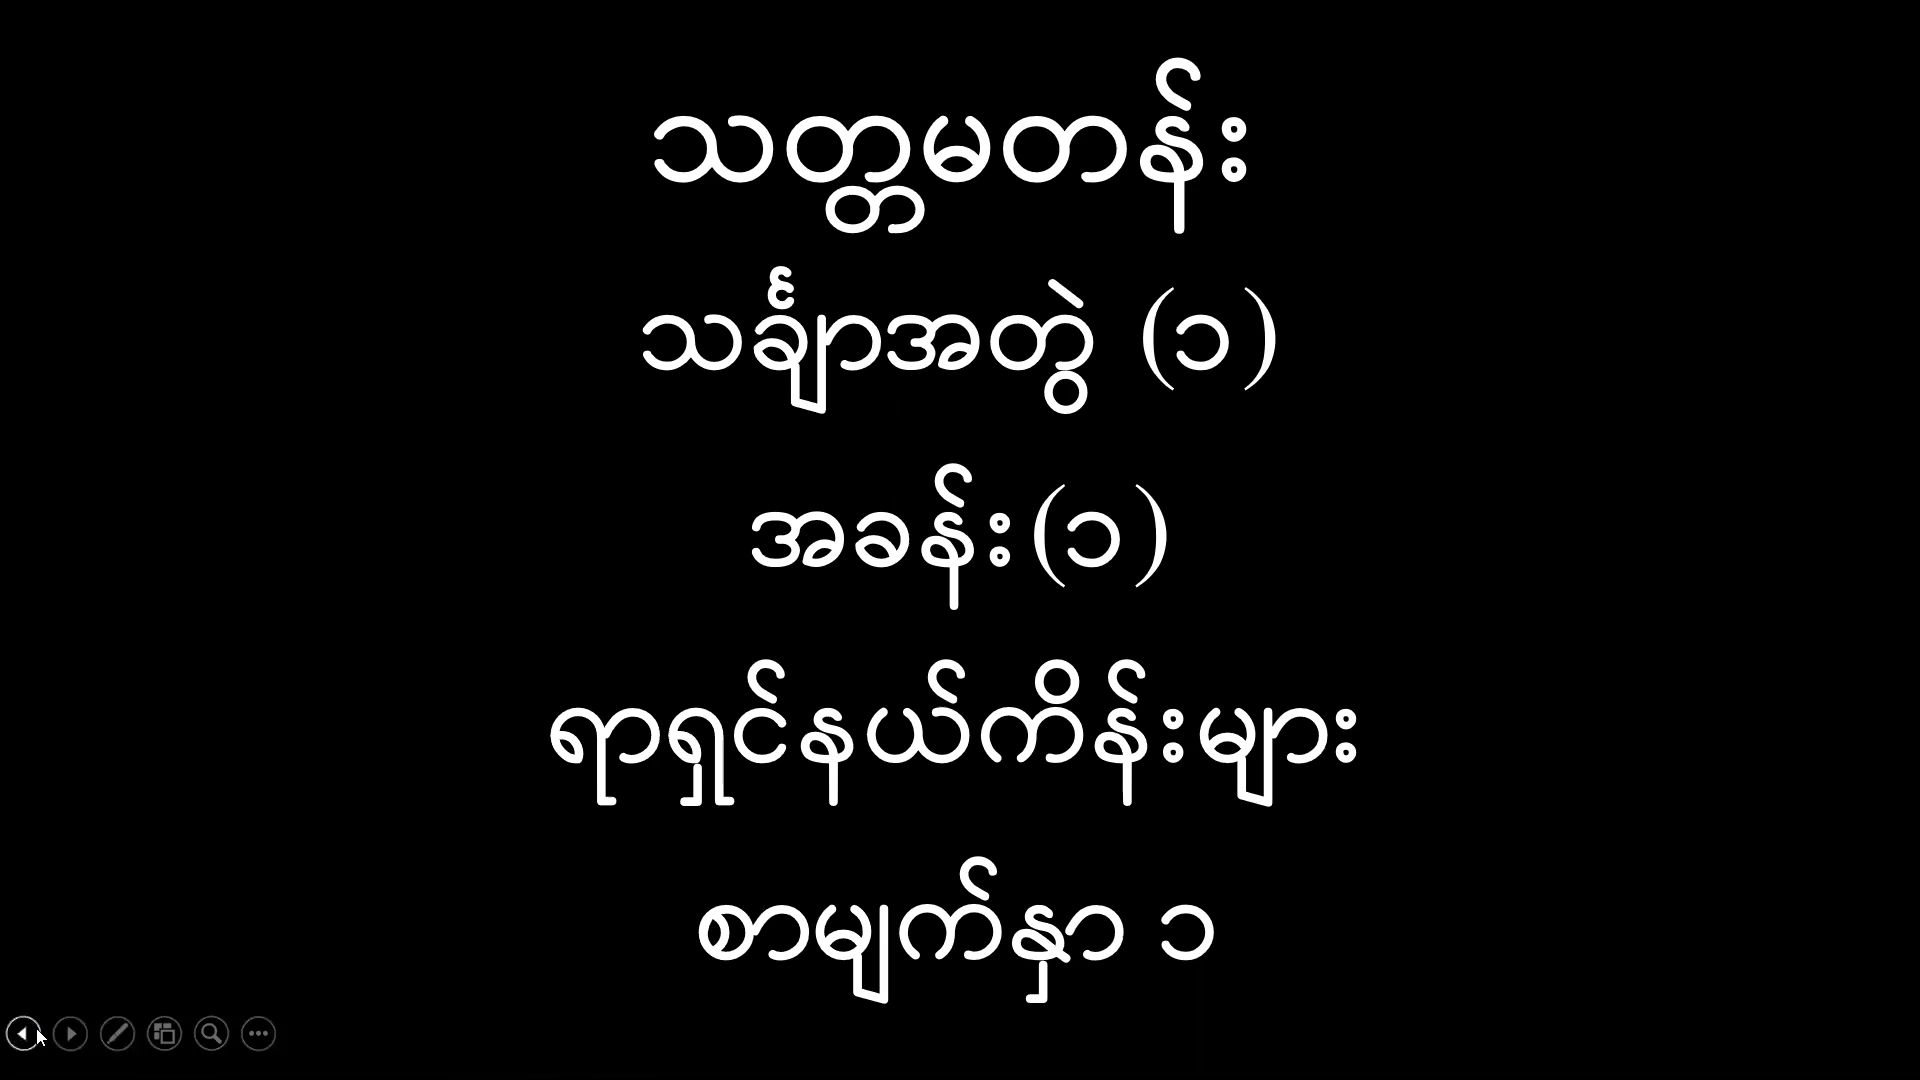 သတ္တမတန်း
သင်္ချာအတွဲ (၁)
အခန်း(၁)
ရာရှင်နယ်ကိန်းများ
စာမျက်နှာ ၁